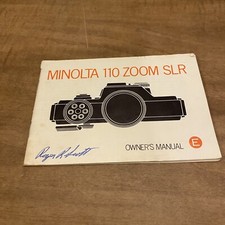 MINOLTA 110 ZOOM SLR
OWNER'S MANUAL E